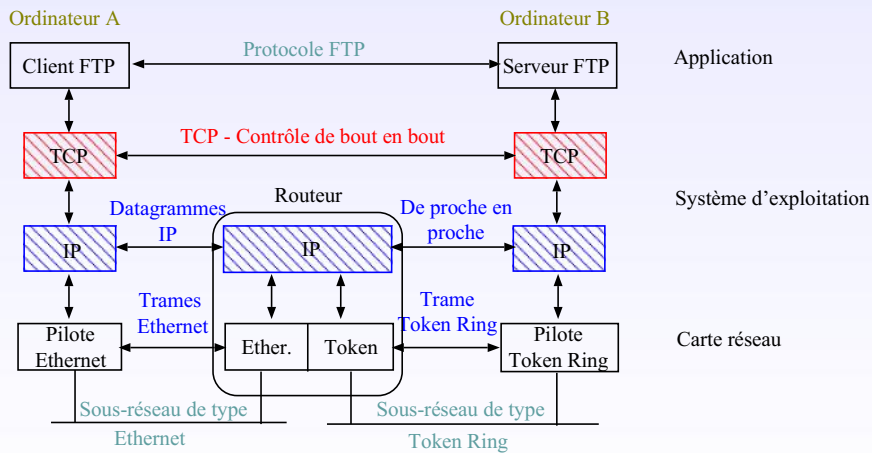 Ordinateur A
Ordinateur B
Protocole FTP
Client FTP
Serveur FTP
Application
TCP - Contrôle de bout en bout
TCP
TCP
Système d’exploitation
Routeur
Datagrammes
IP
De proche en
proche
IP
IP
IP
Trames
Ethernet
Trame
Token Ring
Pilote
Ethernet
Ether.
Token
Pilote
Token Ring
Carte réseau
Sous-réseau de type
Ethernet
Sous-réseau de type
Token Ring